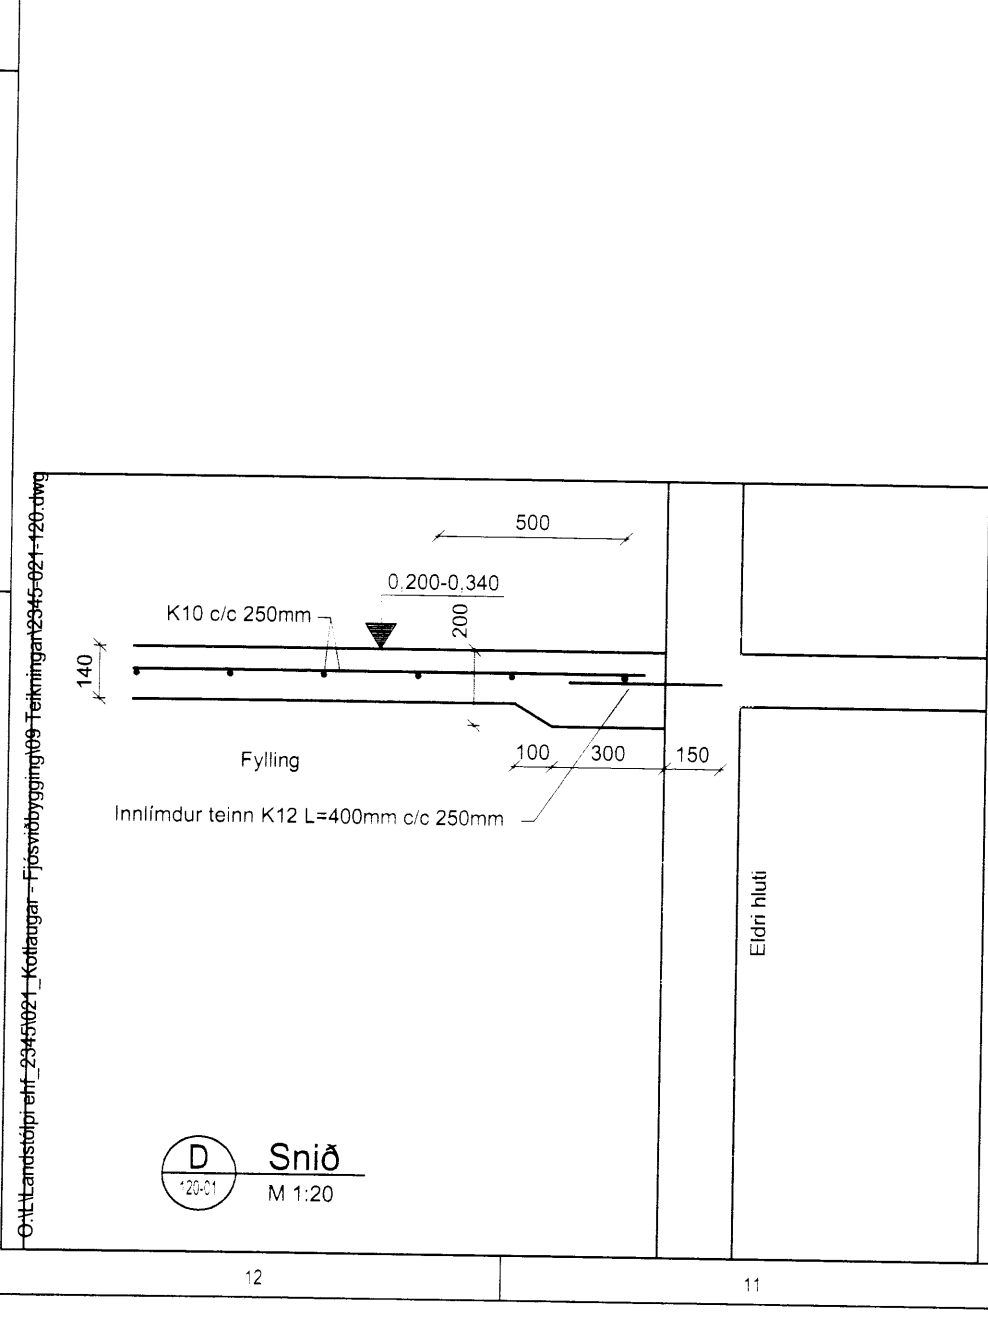 500
0,200-0,340
K10 c/c 250mm
200
140
100
300
150
Fylling
Innlímdur teinn K12 L=400mm c/c 250mm
Eldri hluti
O:\L\Landstólpi ehf_2345\021_Kotlaugar - Fjósviðbygging\09 Teikningar\2345-021-120.dwg
D
120-01
Snið
M 1:20
12
11